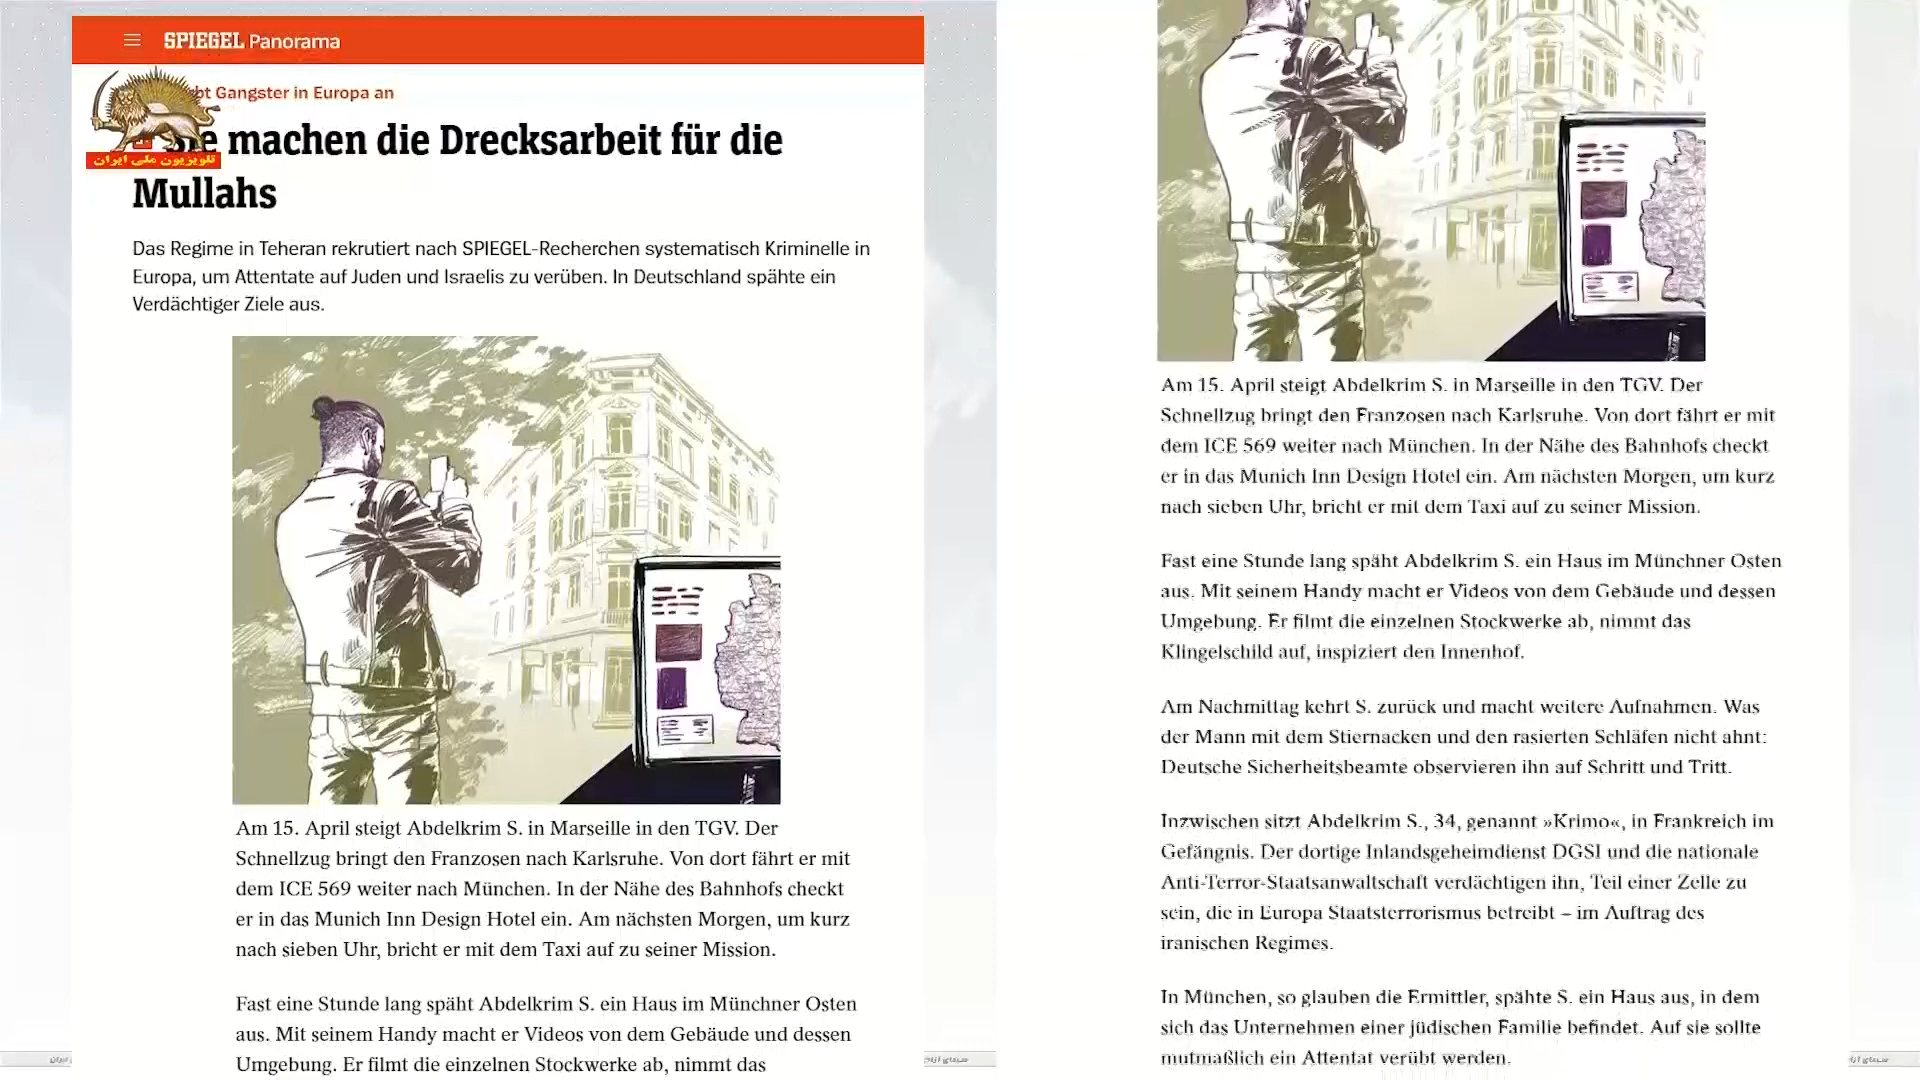 SPIEGEL Panorama
Gangster in Europa an
machen die Drecksarbeit für die
Mullahs
تلویزیون ملی ایران
Das Regime in Teheran rekrutiert nach SPIEGEL-Recherchen systematisch Kriminelle in
Europa, um Attentate auf Juden und Israelis zu verüben. In Deutschland spähte ein
Verdächtiger Ziele aus.
Am 15. April steigt Abdelkrim S. in Marseille in den TGV. Der
Schnellzug bringt den Franzosen nach Karlsruhe. Von dort fährt er mit
dem ICE 569 weiter nach München. In der Nähe des Bahnhofs checkt
er in das Munich Inn Design Hotel ein. Am nächsten Morgen, um kurz
nach sieben Uhr, bricht er mit dem Taxi auf zu seiner Mission.
Fast eine Stunde lang späht Abdelkrim S. ein Haus im Münchner Osten
aus. Mit seinem Handy macht er Videos von dem Gebäude und dessen
Umgebung. Er filmt die einzelnen Stockwerke ab, nimmt das
Am 15. April steigt Abdelkrim S. in Marseille in den TGV. Der
Schnellzug bringt den Franzosen nach Karlsruhe. Von dort fährt er mit
dem ICE 569 weiter nach München. In der Nähe des Bahnhofs checkt
er in das Munich Inn Design Hotel ein. Am nächsten Morgen, um kurz
nach sieben Uhr, bricht er mit dem Taxi auf zu seiner Mission.
Fast eine Stunde lang späht Abdelkrim S. ein Haus im Münchner Osten
aus. Mit seinem Handy macht er Videos von dem Gebäude und dessen
Umgebung. Er filmt die einzelnen Stockwerke ab, nimmt das
Klingelschild auf, inspiziert den Innenhof.
Am Nachmittag kehrt S. zurück und macht weitere Aufnahmen. Was
der Mann mit dem Stiernacken und den rasierten Schläfen nicht ahnt:
Deutsche Sicherheitsbeamte observieren ihn auf Schritt und Tritt.
Inzwischen sitzt Abdelkrim S., 34, genannt »Krimo«, in Frankreich im
Gefängnis. Der dortige Inlandsgeheimdienst DGSI und die nationale
Anti-Terror-Staatsanwaltschaft verdächtigen ihn, Teil einer Zelle zu
sein, die in Europa Staatsterrorismus betreibt – im Auftrag des
iranischen Regimes.
In München, so glauben die Ermittler, spähte S. ein Haus aus, in dem
sich das Unternehmen einer jüdischen Familie befindet. Auf sie sollte
mutmaßlich ein Attentat verübt werden.